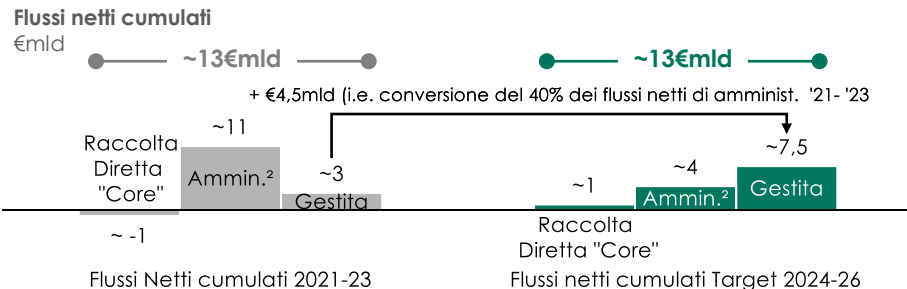 Flussi netti cumulati
€mld
~13€mld
~13€mld
+ €4,5mld (i.e. conversione del 40% dei flussi netti di amminist. '21- '23
Raccolta
Diretta
"Core"
~ -1
~11
Ammin.²
~3
Gestita
~1
Raccolta
Diretta "Core"
~4
Ammin.²
~7,5
Gestita
Flussi Netti cumulati 2021-23
Flussi netti cumulati Target 2024-26